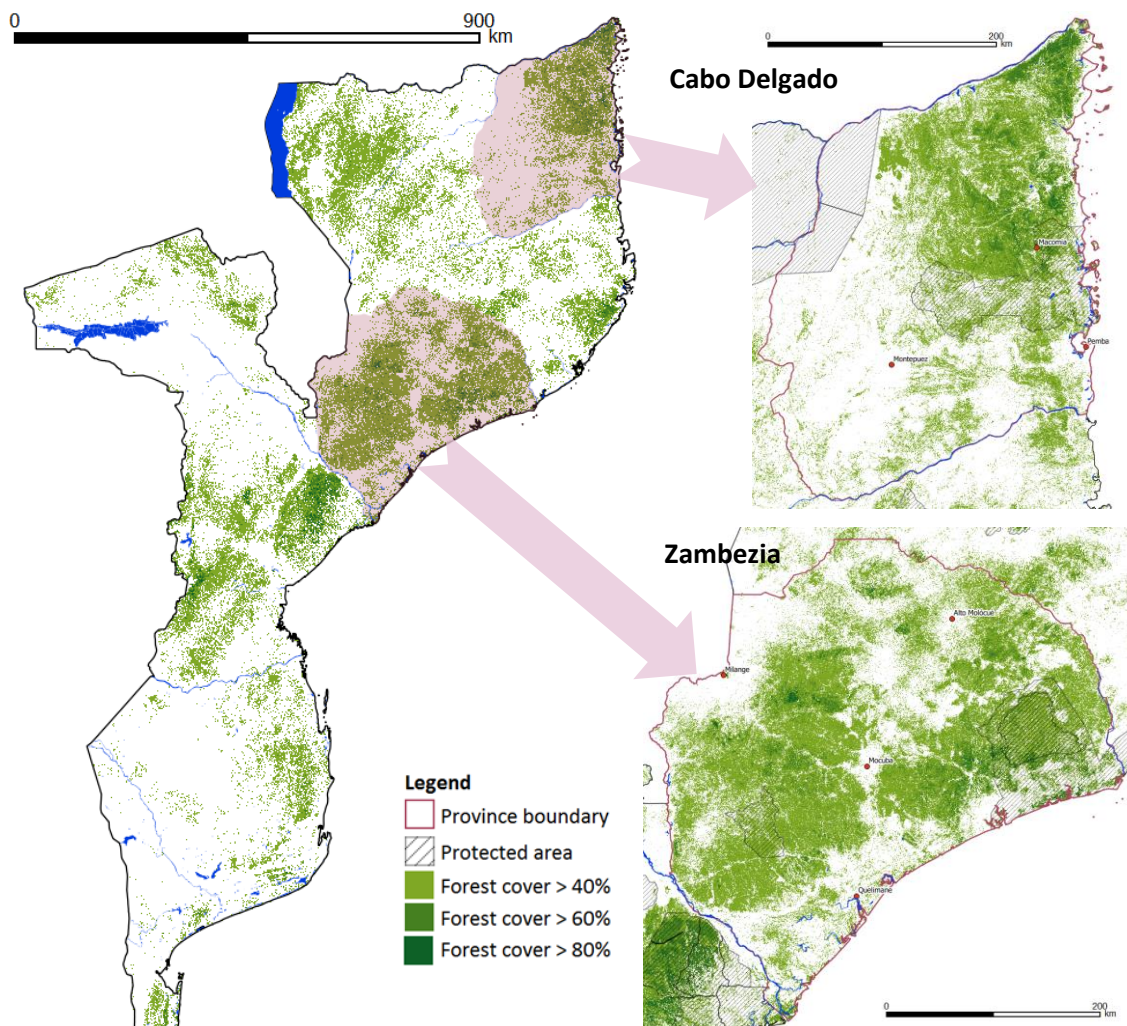 0 900
km
0 200
km
Cabo Delgado
Macomia
Pemba
Montepuez
Zambezia
Alto Molócue
Milange
Mocuba
Quelimane
Legend
Province boundary
Protected area
Forest cover > 40%
Forest cover > 60%
Forest cover > 80%
0 200
km